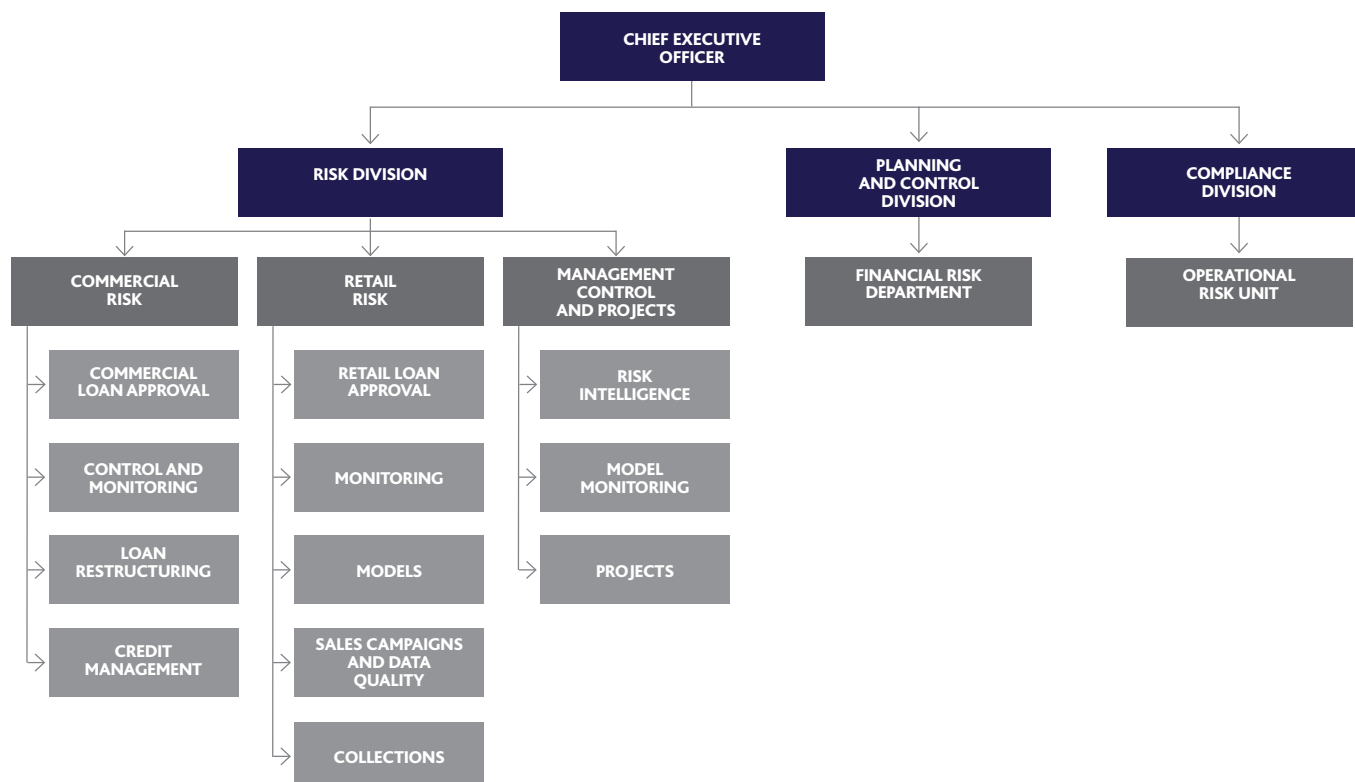 CHIEF EXECUTIVE
OFFICER
RISK DIVISION
PLANNING
AND CONTROL
DIVISION
COMPLIANCE
DIVISION
COMMERCIAL
RISK
RETAIL
RISK
MANAGEMENT
CONTROL
AND PROJECTS
FINANCIAL RISK
DEPARTMENT
OPERATIONAL
RISK UNIT
COMMERCIAL
LOAN APPROVAL
CONTROL AND
MONITORING
LOAN
RESTRUCTURING
CREDIT
MANAGEMENT
RETAIL LOAN
APPROVAL
MONITORING
MODELS
SALES CAMPAIGNS
AND DATA
QUALITY
COLLECTIONS
RISK
INTELLIGENCE
MODEL
MONITORING
PROJECTS